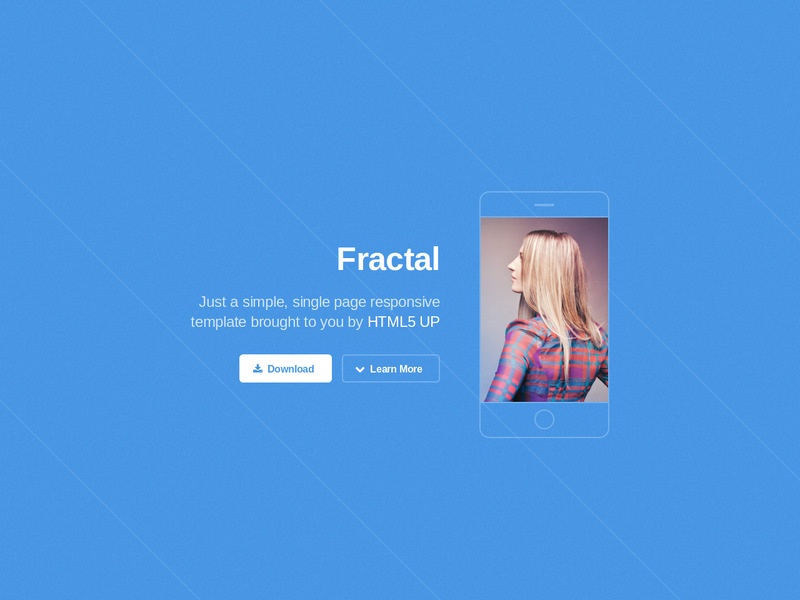 Fractal
Just a simple, single page responsive
template brought to you by HTML5 UP
Download
Learn More